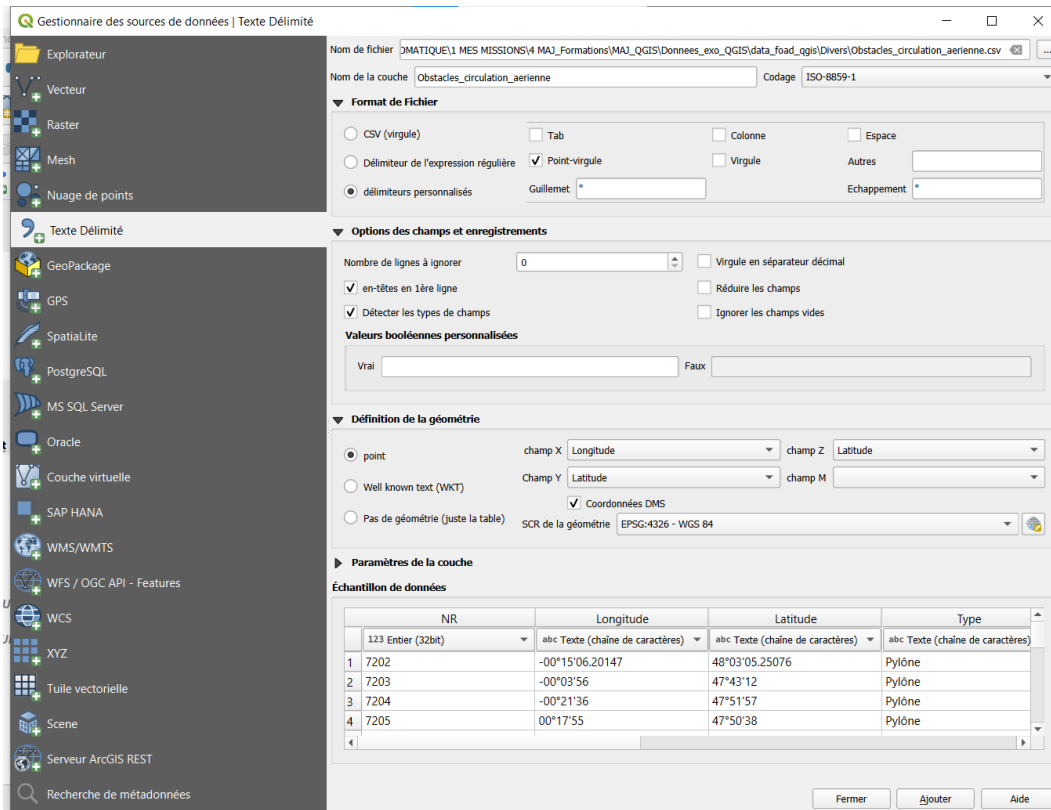 Gestionnaire des sources de données | Texte Délimité
Explorateur
Vecteur
Raster
Mesh
Nuage de points
Texte Délimité
GeoPackage
GPS
SpatiaLite
PostgreSQL
MS SQL Server
Oracle
Couche virtuelle
SAP HANA
WMS/WMTS
WFS / OGC API - Features
WCS
XYZ
Tuile vectorielle
Scene
Serveur ArcGIS REST
Recherche de métadonnées
Nom de fichier OMATIQUE\1 MES MISSIONS\4 MAJ_Formations\MAJ_QGIS\Donnees_exo_QGIS\data_foad_qgis\Divers\Obstacles_circulation_aerienne.csv ...
Nom de la couche Obstacles_circulation_aerienne Codage ISO-8859-1
Format de Fichier
CSV (virgule) Tab Colonne Espace
Délimiteur de l'expression régulière Point-virgule Virgule Autres
délimiteurs personnalisés Guillemet " Echappement "
Options des champs et enregistrements
Nombre de lignes à ignorer 0 Virgule en séparateur décimal
en-têtes en 1ère ligne Réduire les champs
Détecter les types de champs Ignorer les champs vides
Valeurs booléennes personnalisées
Vrai Faux
Définition de la géométrie
point champ X Longitude champ Z Latitude
Well known text (WKT) Champ Y Latitude champ M
Coordonnées DMS
Pas de géométrie (juste la table) SCR de la géométrie EPSG:4326 - WGS 84
Paramètres de la couche
Échantillon de données
NR Longitude Latitude Type
123 Entier (32bit) abc Texte (chaîne de caractères) abc Texte (chaîne de caractères) abc Texte (chaîne de caractères)
1 7202 -00°15'06.20147 48°03'05.25076 Pylône
2 7203 -00°03'56 47°43'12 Pylône
3 7204 -00°21'36 47°51'57 Pylône
4 7205 00°17'55 47°50'38 Pylône
Fermer Ajouter Aide